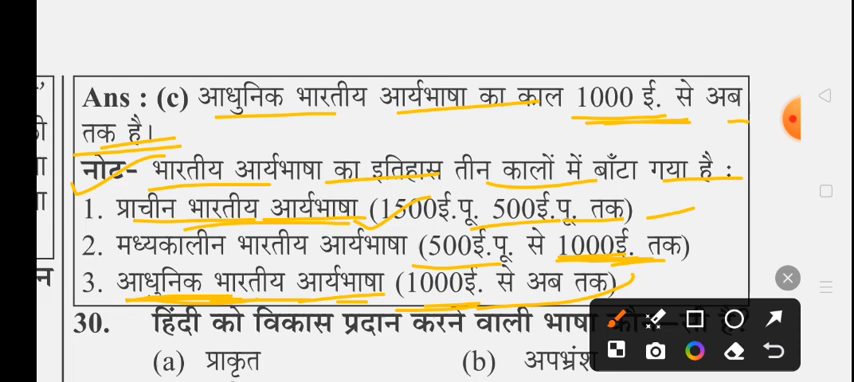 Ans : (c) आधुनिक भारतीय आर्यभाषा का काल 1000 ई. से अब
तक है।
नोट- भारतीय आर्यभाषा का इतिहास तीन कालों में बाँटा गया है :
1. प्राचीन भारतीय आर्यभाषा (1500ई.पू. 500ई.पू. तक)
2. मध्यकालीन भारतीय आर्यभाषा (500ई.पू. से 1000ई. तक)
3. आधुनिक भारतीय आर्यभाषा (1000ई. से अब तक)
30. हिंदी को विकास प्रदान करने वाली भाषा
(a) प्राकृत (b) अपभ्रंश